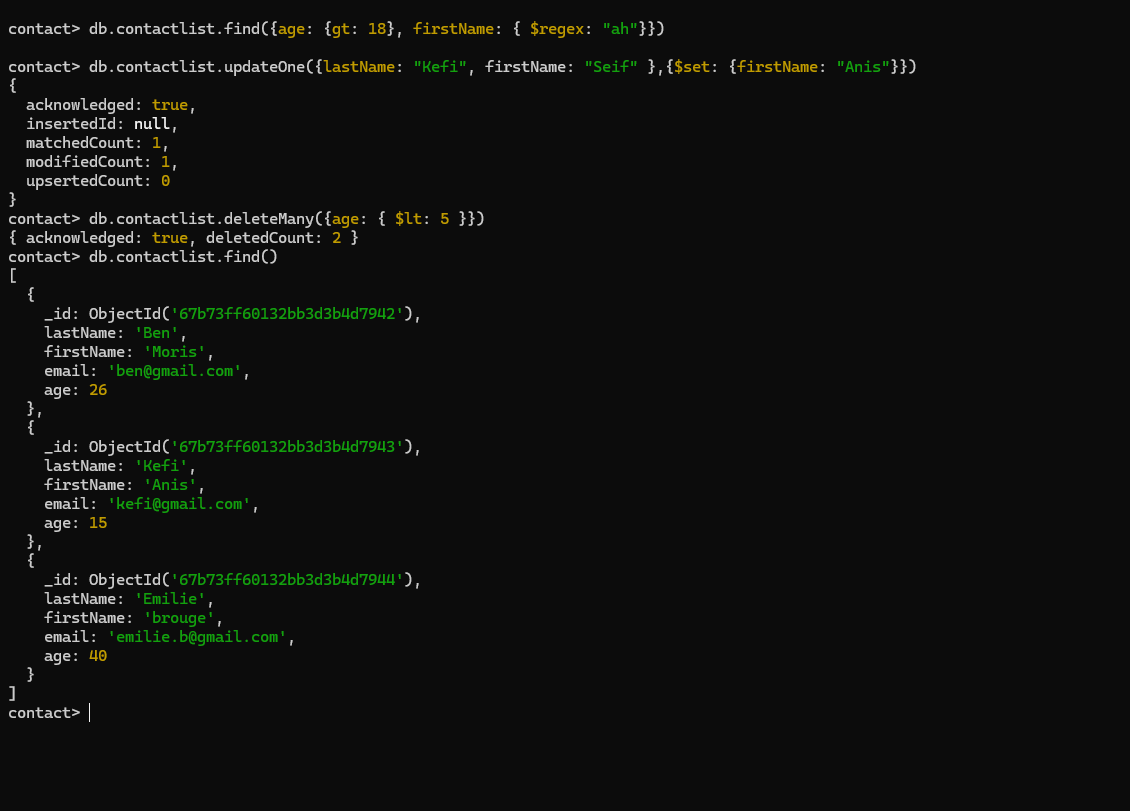 contact> db.contactlist.find({age: {gt: 18}, firstName: { $regex: "ah"}})
contact> db.contactlist.updateOne({lastName: "Kefi", firstName: "Seif" },{$set: {firstName: "Anis"}})
{
  acknowledged: true,
  insertedId: null,
  matchedCount: 1,
  modifiedCount: 1,
  upsertedCount: 0
}
contact> db.contactlist.deleteMany({age: { $lt: 5 }})
{ acknowledged: true, deletedCount: 2 }
contact> db.contactlist.find()
[
  {
    _id: ObjectId('67b73ff60132bb3d3b4d7942'),
    lastName: 'Ben',
    firstName: 'Moris',
    email: 'ben@gmail.com',
    age: 26
  },
  {
    _id: ObjectId('67b73ff60132bb3d3b4d7943'),
    lastName: 'Kefi',
    firstName: 'Anis',
    email: 'kefi@gmail.com',
    age: 15
  },
  {
    _id: ObjectId('67b73ff60132bb3d3b4d7944'),
    lastName: 'Emilie',
    firstName: 'brouge',
    email: 'emilie.b@gmail.com',
    age: 40
  }
]
contact>